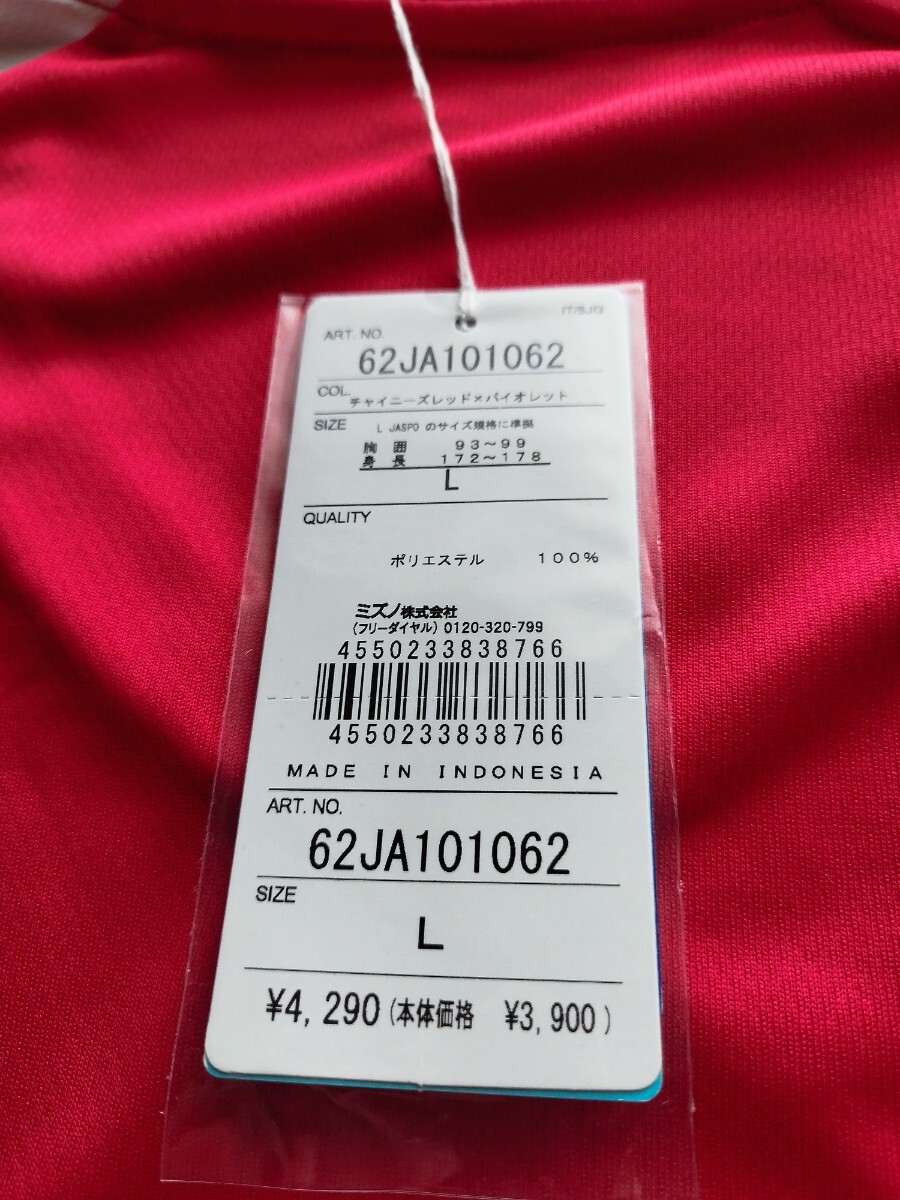 IT/SJG
ART. NO.
62JA101062
COL.
チャイニーズレッド×バイオレット
SIZE L JASPO のサイズ規格に準拠
胸囲 93～99
身長 172～178
L
QUALITY
ポリエステル 100%
ミズノ株式会社
(フリーダイヤル) 0120-320-799
4550233838766
4550233838766
MADE IN INDONESIA
ART. NO.
62JA101062
SIZE
L
¥4,290(本体価格 ¥3,900)